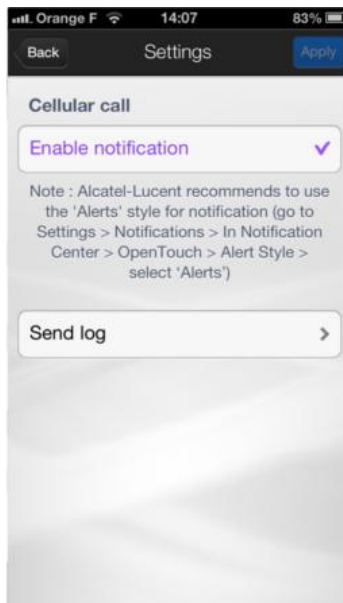 Orange F 14:07 83%
Back Settings Apply
Cellular call
Enable notification
Note : Alcatel-Lucent recommends to use
the 'Alerts' style for notification (go to
Settings > Notifications > In Notification
Center > OpenTouch > Alert Style >
select 'Alerts')
Send log